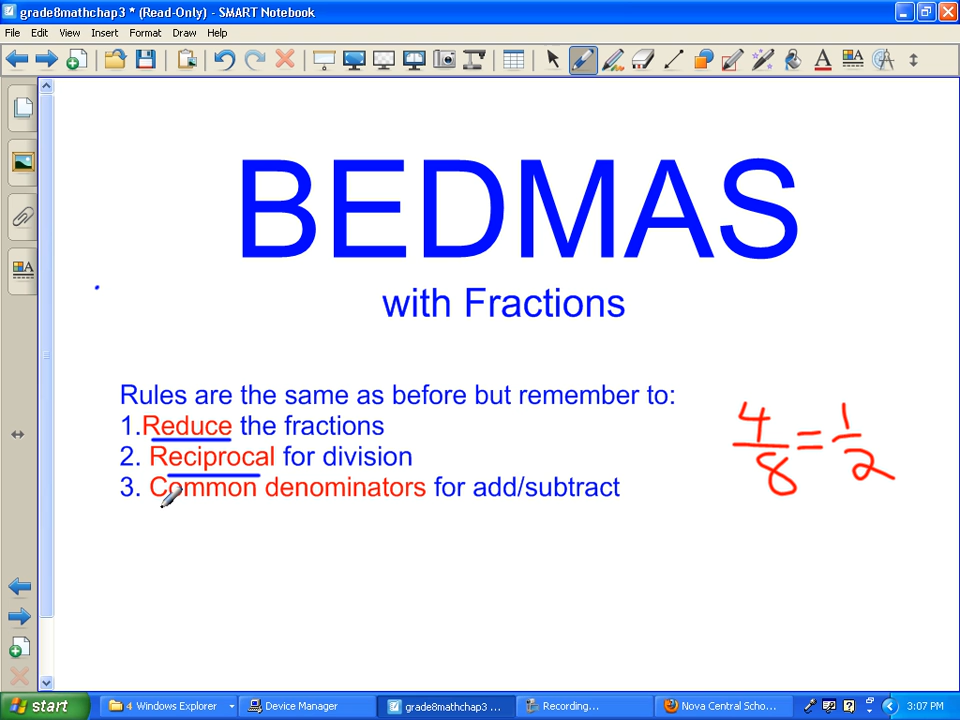 grade8mathchap3 * (Read-Only) - SMART Notebook
File Edit View Insert Format Draw Help
BEDMAS
with Fractions
Rules are the same as before but remember to:
1.Reduce the fractions
2. Reciprocal for division
3. Common denominators for add/subtract
4/8 = 1/2
start 4 Windows Explorer Device Manager grade8mathchap3 ... Recording... Nova Central Scho... 3:07 PM